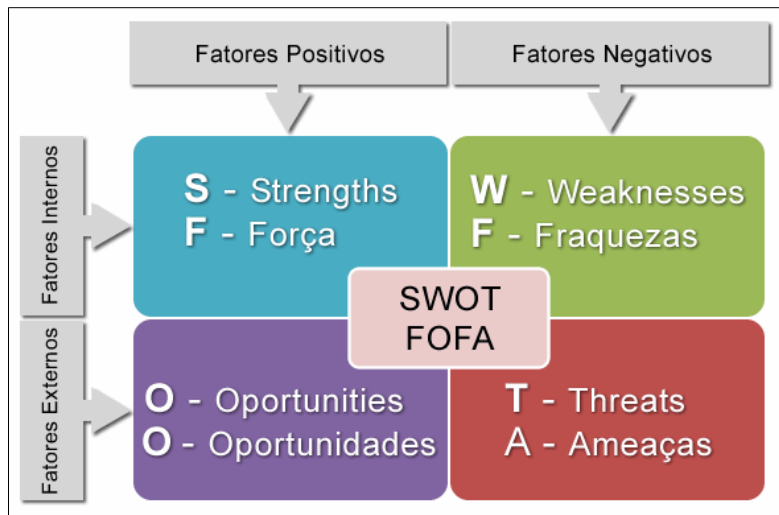 Fatores Positivos
Fatores Negativos
Fatores Internos
S - Strengths
F - Força
W - Weaknesses
F - Fraquezas
SWOT
FOFA
Fatores Externos
O - Oportunities
O - Oportunidades
T - Threats
A - Ameaças